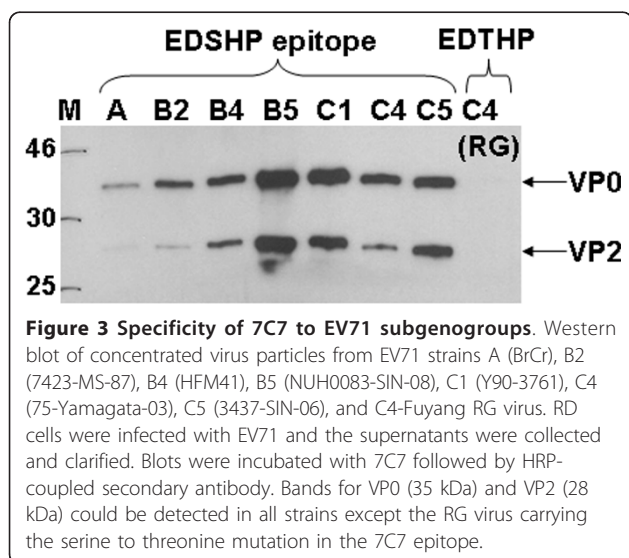 EDSHP epitope EDTHP
M A B2 B4 B5 C1 C4 C5 C4
(RG)
46
VP0
30
VP2
25
Figure 3 Specificity of 7C7 to EV71 subgenogroups. Western
blot of concentrated virus particles from EV71 strains A (BrCr), B2
(7423-MS-87), B4 (HFM41), B5 (NUH0083-SIN-08), C1 (Y90-3761), C4
(75-Yamagata-03), C5 (3437-SIN-06), and C4-Fuyang RG virus. RD
cells were infected with EV71 and the supernatants were collected
and clarified. Blots were incubated with 7C7 followed by HRP-
coupled secondary antibody. Bands for VP0 (35 kDa) and VP2 (28
kDa) could be detected in all strains except the RG virus carrying
the serine to threonine mutation in the 7C7 epitope.